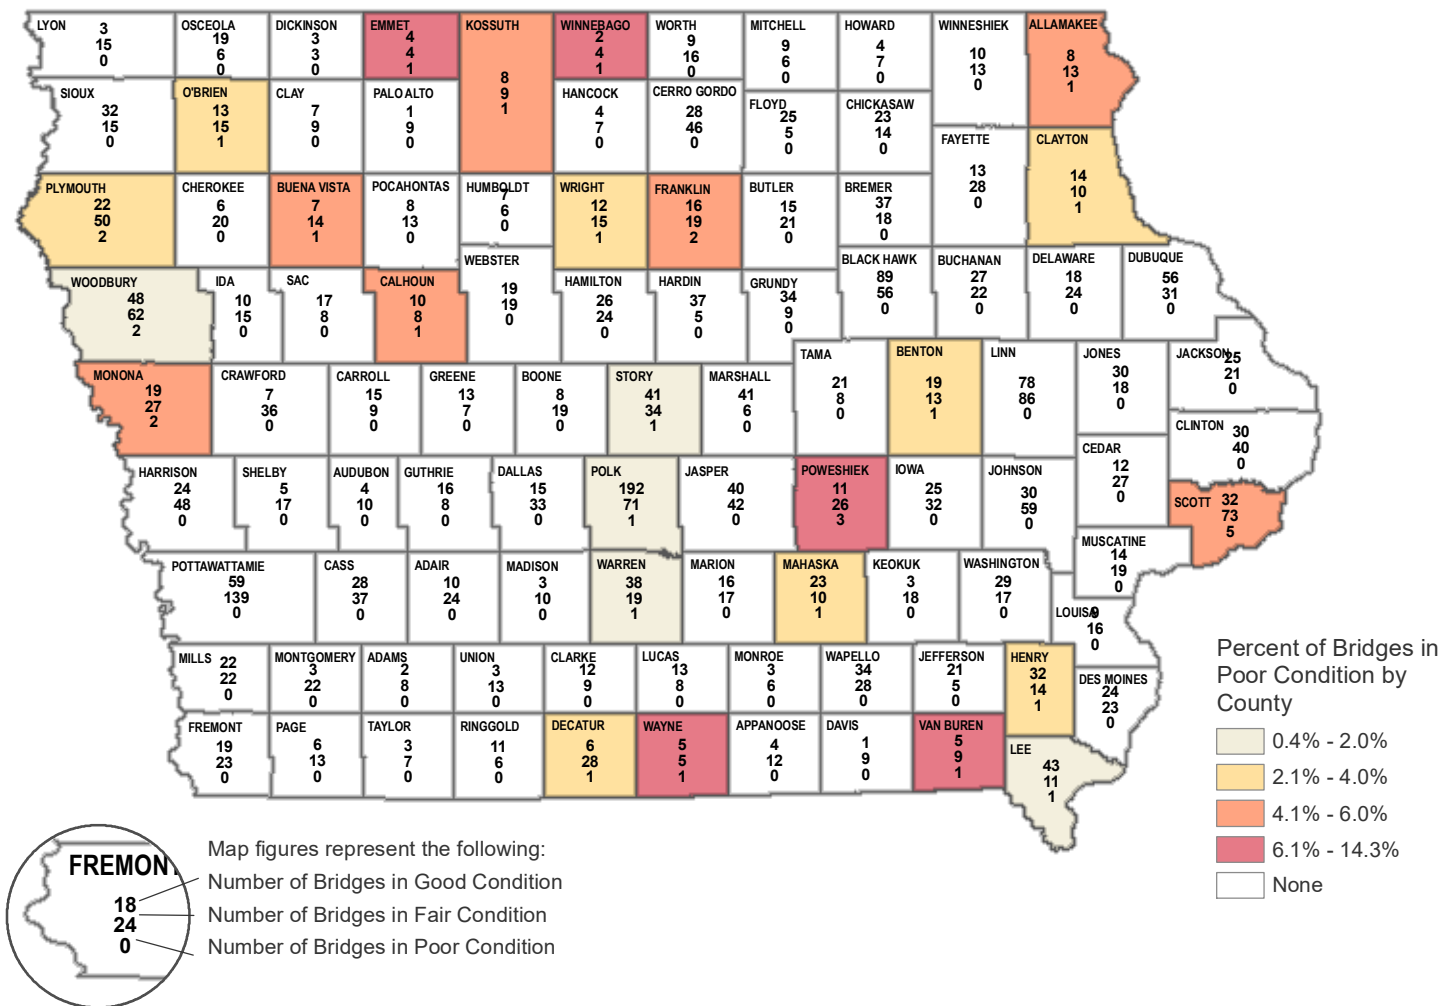 LYON
3
15
0
OSCEOLA
19
6
0
DICKINSON
3
3
0
EMMET
4
4
1
KOSSUTH
8
9
1
WINNEBAGO
2
4
1
WORTH
9
16
0
MITCHELL
9
6
0
HOWARD
4
7
0
WINNESHIEK
10
13
0
ALLAMAKEE
8
13
1
SIOUX
32
15
0
O'BRIEN
13
15
1
CLAY
7
9
0
PALO ALTO
1
9
0
HANCOCK
4
7
0
CERRO GORDO
28
46
0
FLOYD
25
5
0
CHICKASAW
23
14
0
FAYETTE
13
28
0
CLAYTON
14
10
1
PLYMOUTH
22
50
2
CHEROKEE
6
20
0
BUENA VISTA
7
14
1
POCAHONTAS
8
13
0
HUMBOLDT
7
6
0
WRIGHT
12
15
1
FRANKLIN
16
19
2
BUTLER
15
21
0
BREMER
37
18
0
WOODBURY
48
62
2
IDA
10
15
0
SAC
17
8
0
CALHOUN
10
8
1
WEBSTER
19
19
0
HAMILTON
26
24
0
HARDIN
37
5
0
GRUNDY
34
9
0
BLACK HAWK
89
56
0
BUCHANAN
27
22
0
DELAWARE
18
24
0
DUBUQUE
56
31
0
MONONA
19
27
2
CRAWFORD
7
36
0
CARROLL
15
9
0
GREENE
13
7
0
BOONE
8
19
0
STORY
41
34
1
MARSHALL
41
6
0
TAMA
21
8
0
BENTON
19
13
1
LINN
78
86
0
JONES
30
18
0
JACKSON
25
21
0
CLINTON
30
40
0
HARRISON
24
48
0
SHELBY
5
17
0
AUDUBON
4
10
0
GUTHRIE
16
8
0
DALLAS
15
33
0
POLK
192
71
1
JASPER
40
42
0
POWESHIEK
11
26
3
IOWA
25
32
0
JOHNSON
30
59
0
CEDAR
12
27
0
SCOTT
32
73
5
MUSCATINE
14
19
0
POTTAWATTAMIE
59
139
0
CASS
28
37
0
ADAIR
10
24
0
MADISON
3
10
0
WARREN
38
19
1
MARION
16
17
0
MAHASKA
23
10
1
KEOKUK
3
18
0
WASHINGTON
29
17
0
LOUISA
9
16
0
MILLS
22
22
0
MONTGOMERY
3
22
0
ADAMS
2
8
0
UNION
3
13
0
CLARKE
12
9
0
LUCAS
13
8
0
MONROE
3
6
0
WAPELLO
34
28
0
JEFFERSON
21
5
0
HENRY
32
14
1
DES MOINES
24
23
0
FREMONT
19
23
0
PAGE
6
13
0
TAYLOR
3
7
0
RINGGOLD
11
6
0
DECATUR
6
28
1
WAYNE
5
5
1
APPANOOSE
4
12
0
DAVIS
1
9
0
VAN BUREN
5
9
1
LEE
43
11
1
Percent of Bridges in
Poor Condition by
County
0.4% - 2.0%
2.1% - 4.0%
4.1% - 6.0%
6.1% - 14.3%
None
FREMONT
18
24
0
Map figures represent the following:
Number of Bridges in Good Condition
Number of Bridges in Fair Condition
Number of Bridges in Poor Condition